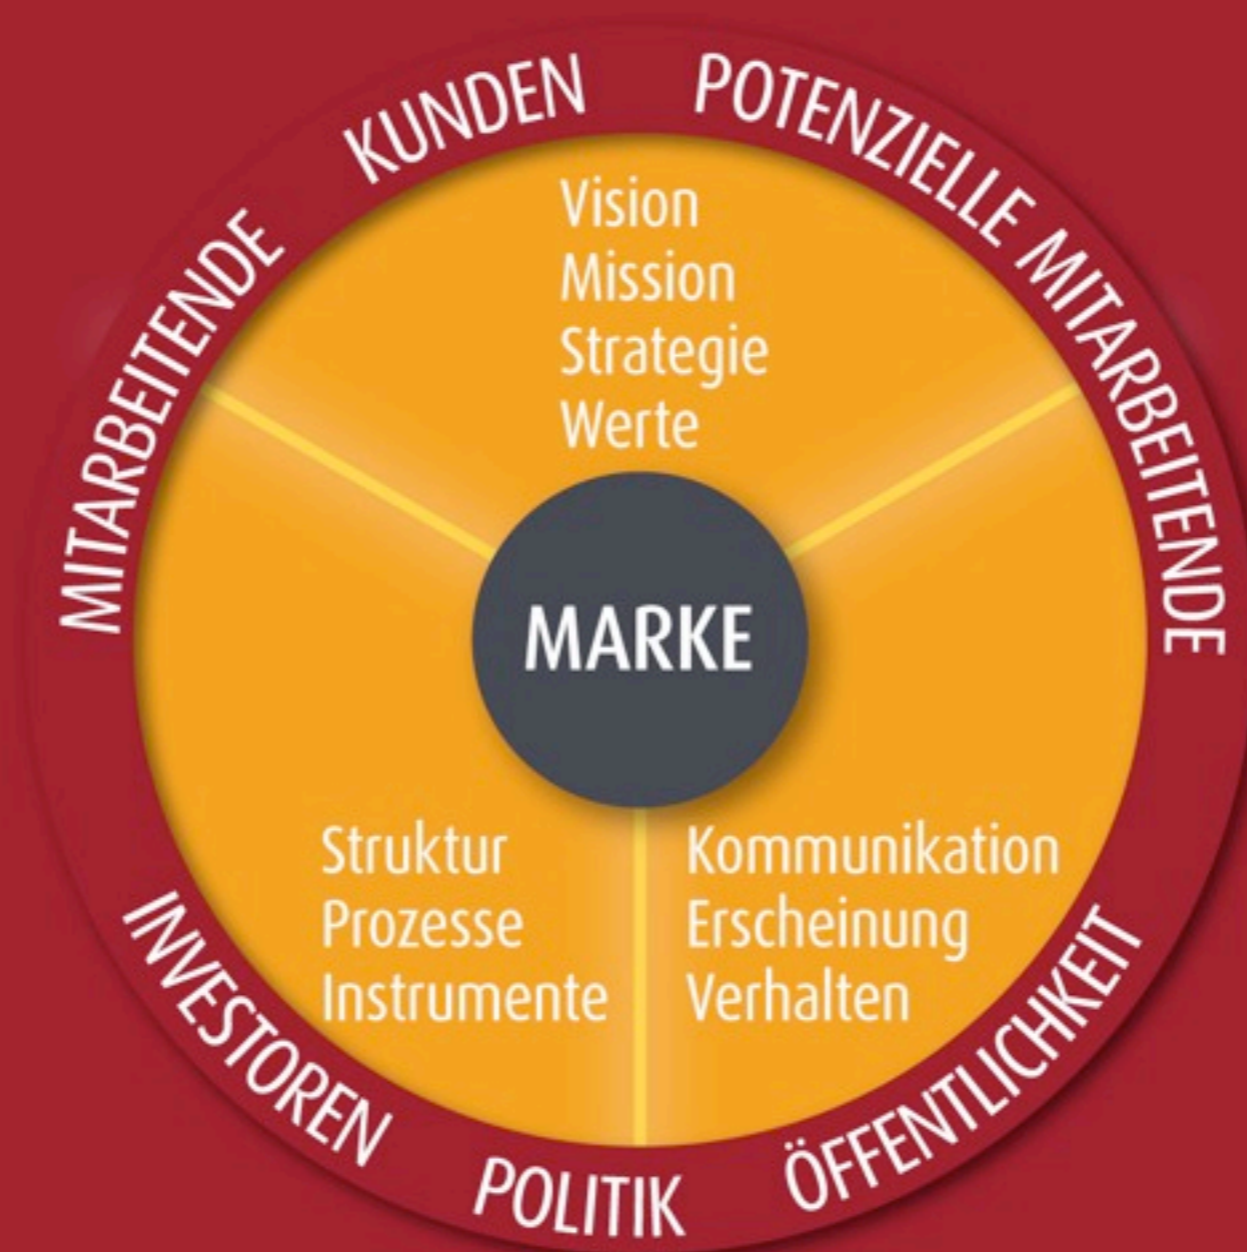 KUNDEN
POTENZIELLE MITARBEITENDE
MITARBEITENDE
Vision
Mission
Strategie
Werte
MARKE
Struktur
Prozesse
Instrumente
Kommunikation
Erscheinung
Verhalten
INVESTOREN
POLITIK
ÖFFENTLICHKEIT